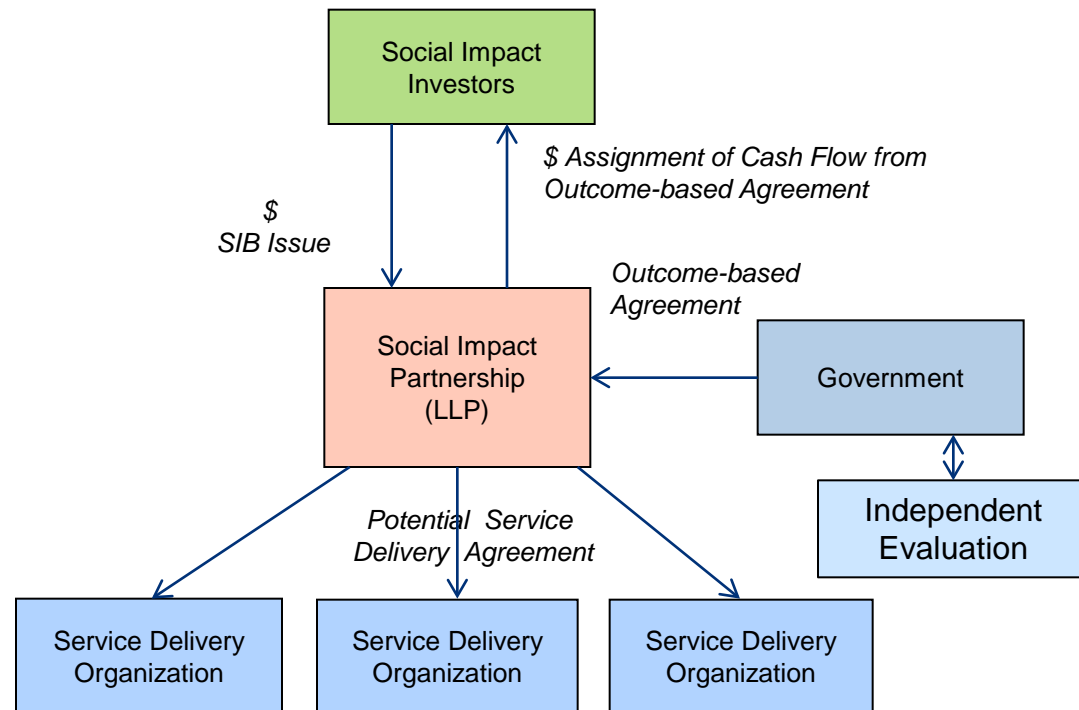 Social Impact
Investors
$ Assignment of Cash Flow from
Outcome-based Agreement
$
SIB Issue
Outcome-based
Agreement
Social Impact
Partnership
(LLP)
Government
Independent
Evaluation
Potential Service
Delivery Agreement
Service Delivery
Organization
Service Delivery
Organization
Service Delivery
Organization